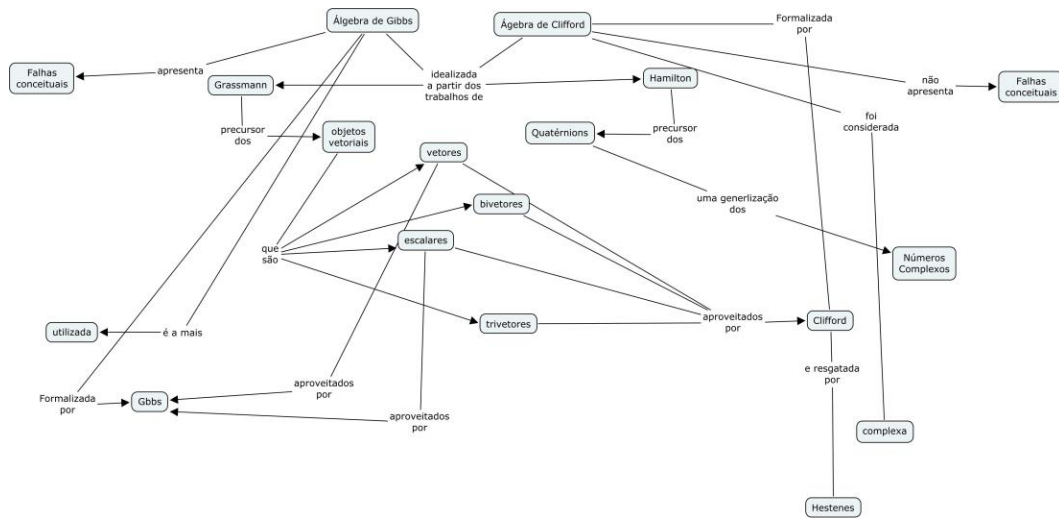 Álgebra de Gibbs
Ágebra de Clifford
Formalizada
por
Falhas
conceituais
apresenta
Grassmann
idealizada
a partir dos
trabalhos de
Hamilton
não
apresenta
Falhas
conceituais
precursor
dos
objetos
vetoriais
Quatérnions
precursor
dos
foi
considerada
vetores
bivetores
uma generlização
dos
que
são
escalares
Números
Complexos
utilizada
é a mais
trivetores
aproveitados
por
Clifford
Formalizada
por
Gbbs
aproveitados
por
aproveitados
por
e resgatada
por
complexa
Hestenes